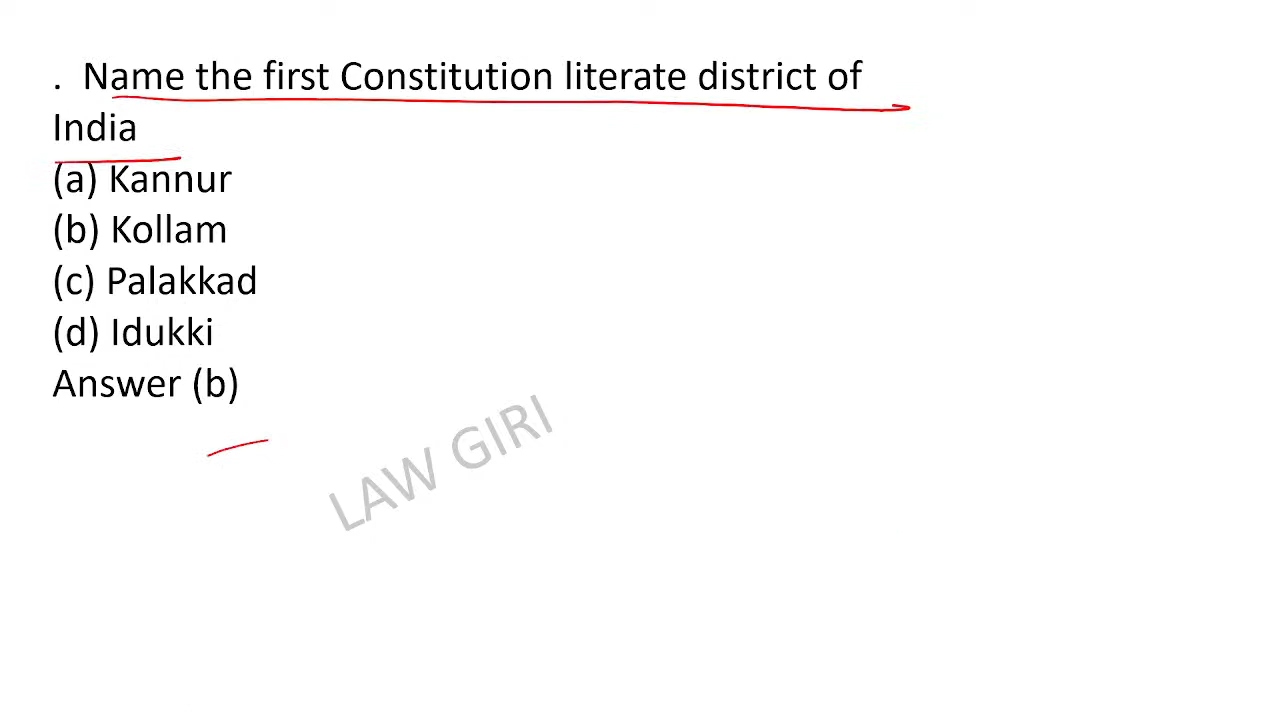 . Name the first Constitution literate district of
India
(a) Kannur
(b) Kollam
(c) Palakkad
(d) Idukki
Answer (b)
LAW GIRI